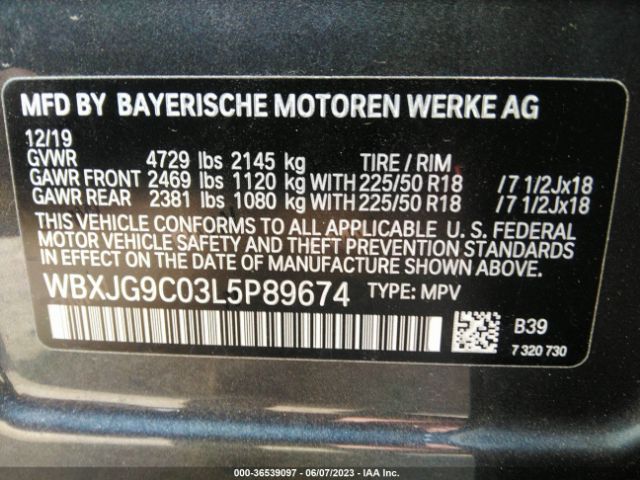 MFD BY BAYERISCHE MOTOREN WERKE AG
12/19
GVWR 4729 lbs 2145 kg TIRE / RIM
GAWR FRONT 2469 lbs 1120 kg WITH 225/50 R18 /7 1/2Jx18
GAWR REAR 2381 lbs 1080 kg WITH 225/50 R18 /7 1/2Jx18
THIS VEHICLE CONFORMS TO ALL APPLICABLE U. S. FEDERAL
MOTOR VEHICLE SAFETY AND THEFT PREVENTION STANDARDS
IN EFFECT ON THE DATE OF MANUFACTURE SHOWN ABOVE.
WBXJG9C03L5P89674 TYPE: MPV
B39
7 320 730
000-36539097 - 06/07/2023 - IAA Inc.